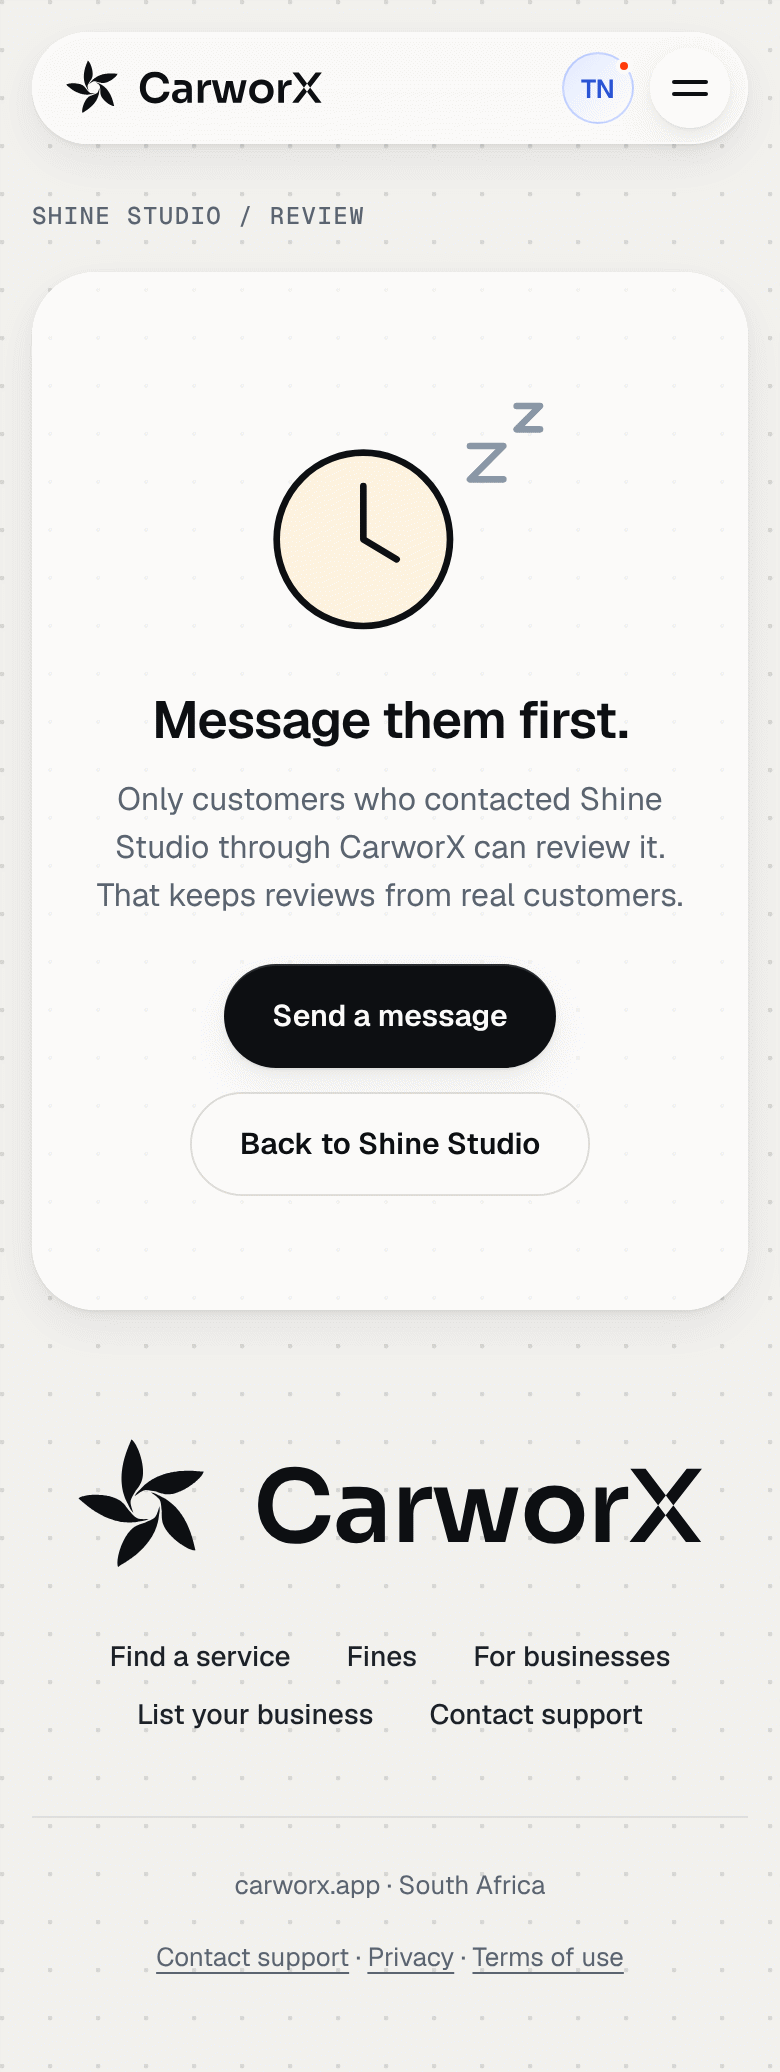 CarworX
TN
SHINE STUDIO / REVIEW
z
z
Message them first.
Only customers who contacted Shine
Studio through CarworX can review it.
That keeps reviews from real customers.
Send a message
Back to Shine Studio
CarworX
Find a service Fines For businesses
List your business Contact support
carworx.app · South Africa
Contact support · Privacy · Terms of use